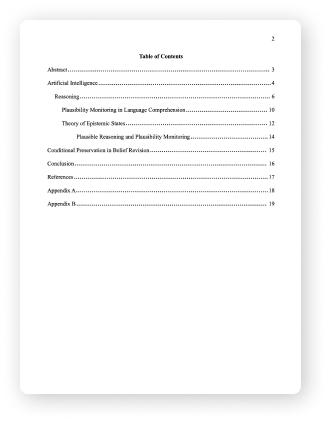 2
Table of Contents
Abstract........................................................................ 3
Artificial Intelligence........................................................................4
Reasoning........................................................................ 6
Plausibility Monitoring in Language Comprehension........................................ 10
Theory of Epistemic States........................................................ 12
Plausible Reasoning and Plausibility Monitoring................................ 14
Conditional Preservation in Belief Revision................................................ 15
Conclusion........................................................................ 16
References........................................................................17
Appendix A........................................................................18
Appendix B........................................................................ 19